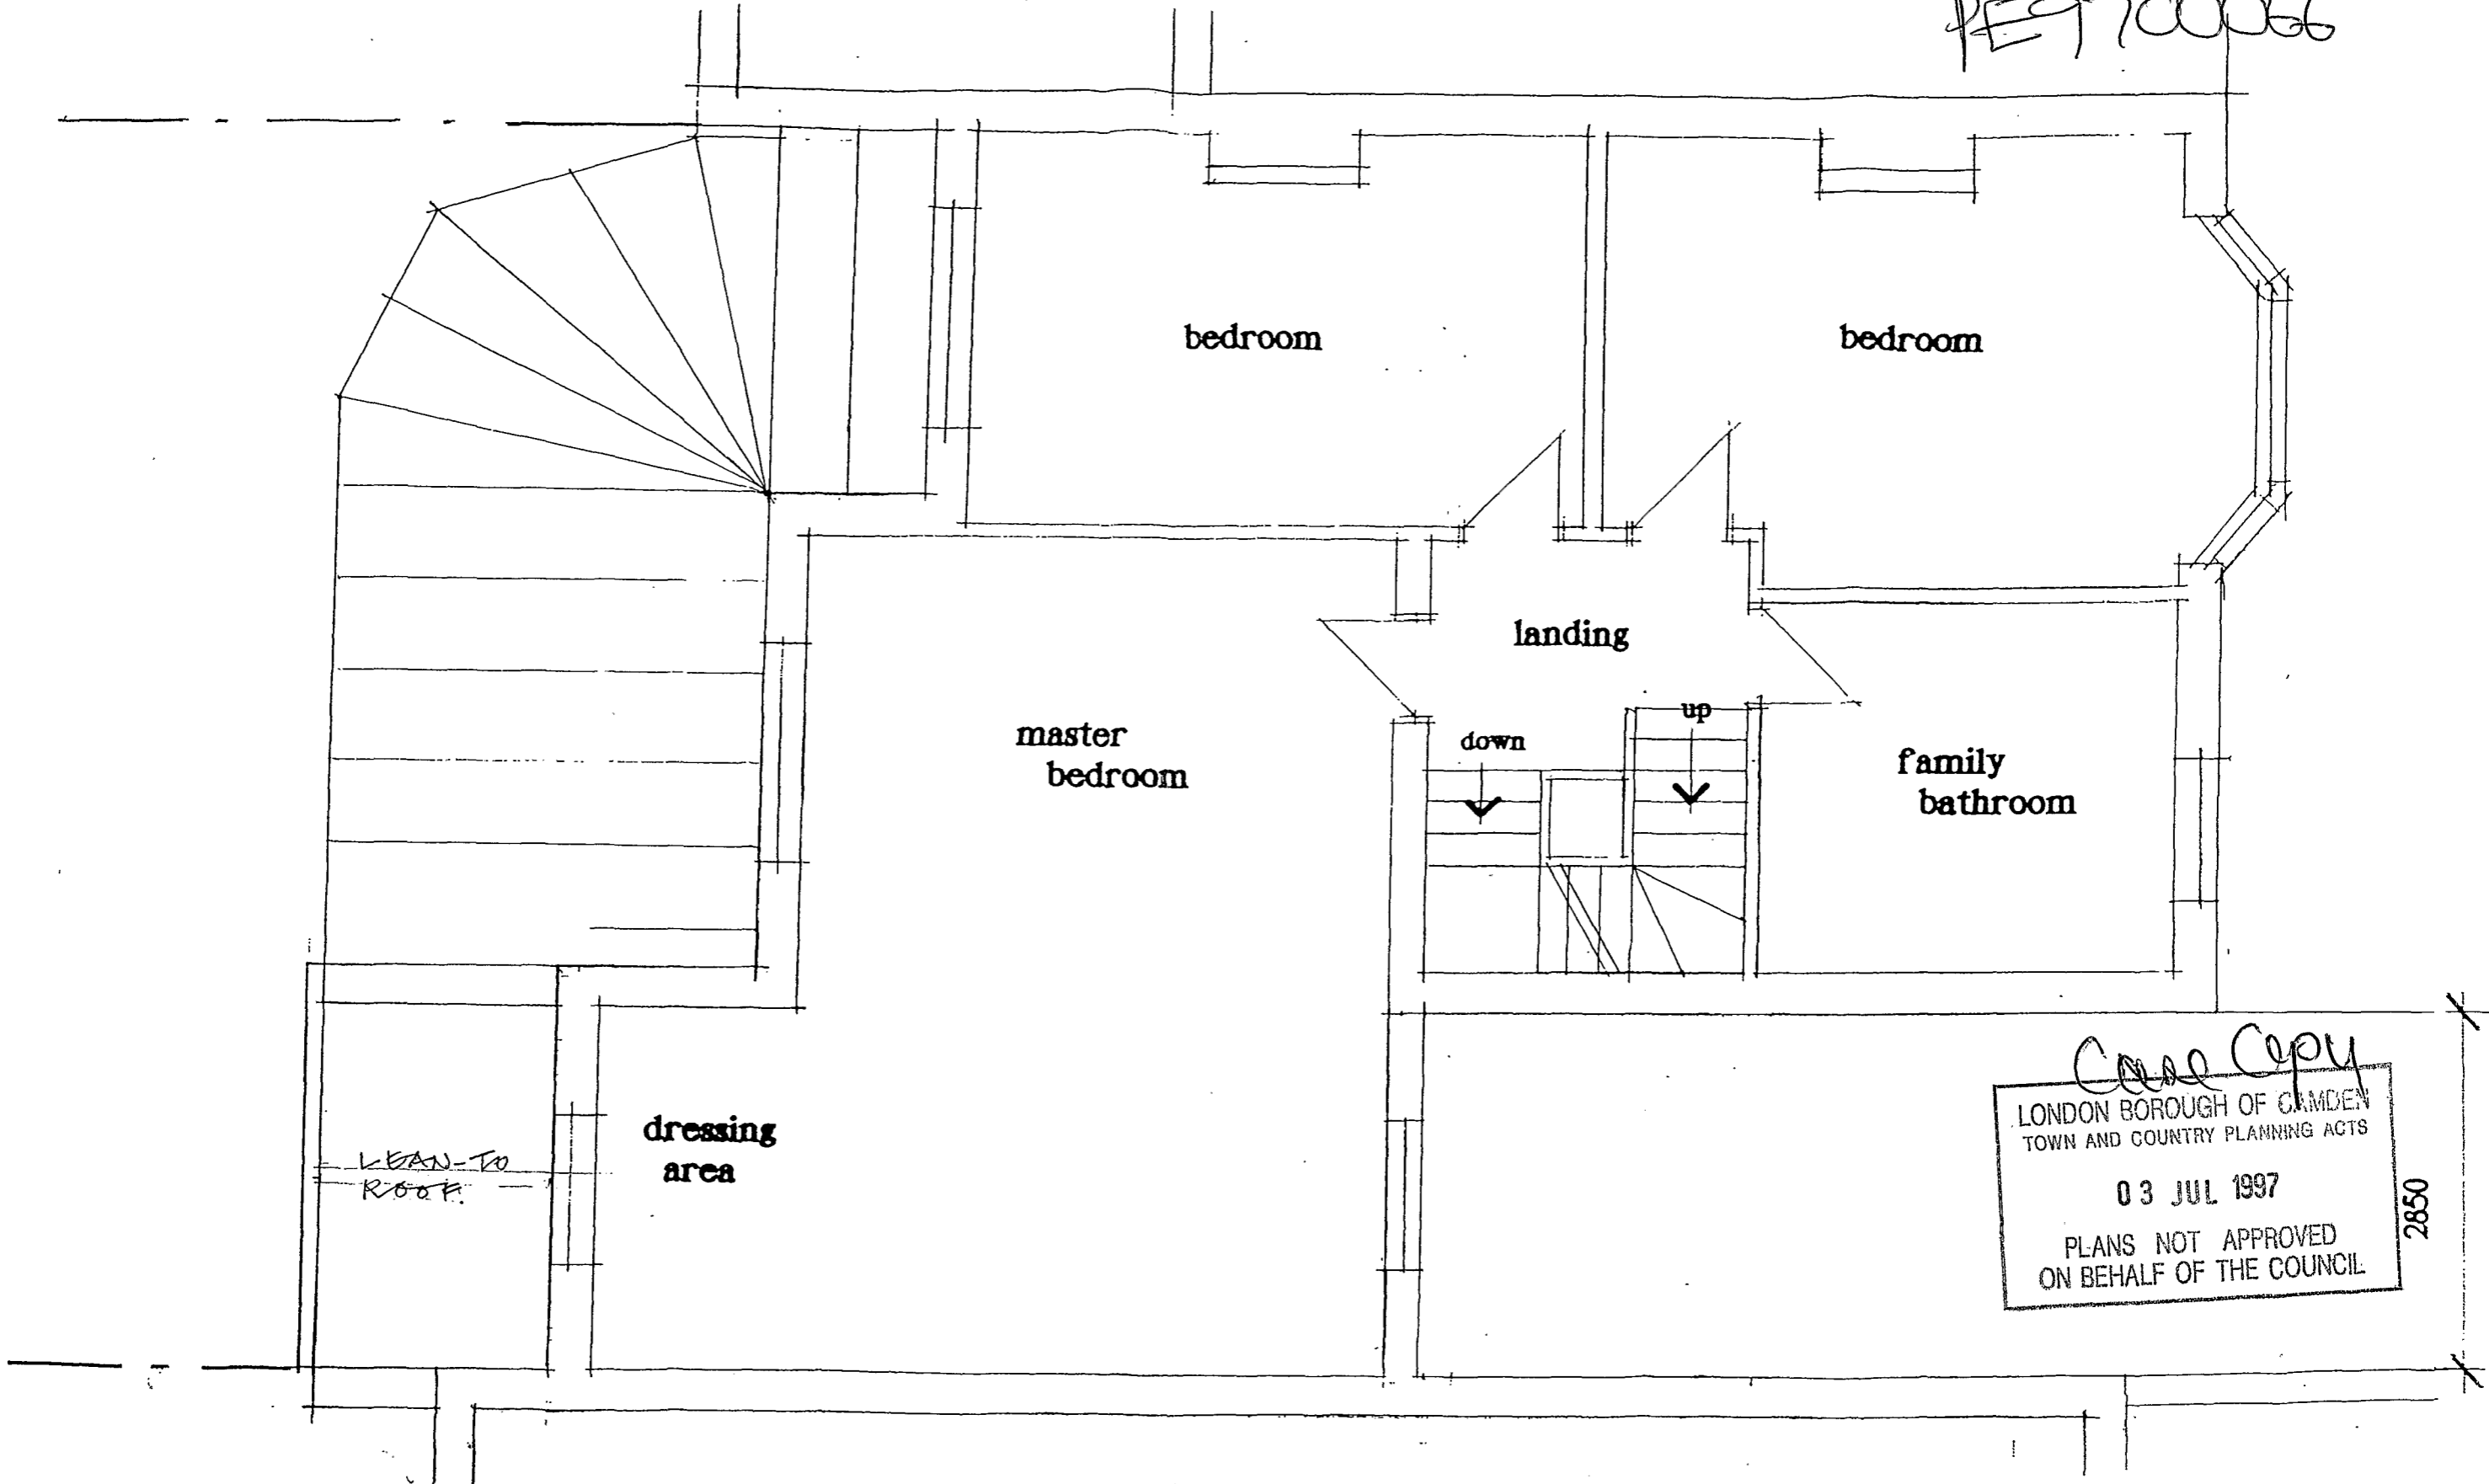 PE9700066
bedroom
bedroom
landing
up
down
master
bedroom
family
bathroom
dressing
area
LEAN-TO
ROOF.
Case Copy
LONDON BOROUGH OF CAMDEN
TOWN AND COUNTRY PLANNING ACTS
03 JUL 1997
PLANS NOT APPROVED
ON BEHALF OF THE COUNCIL
2850